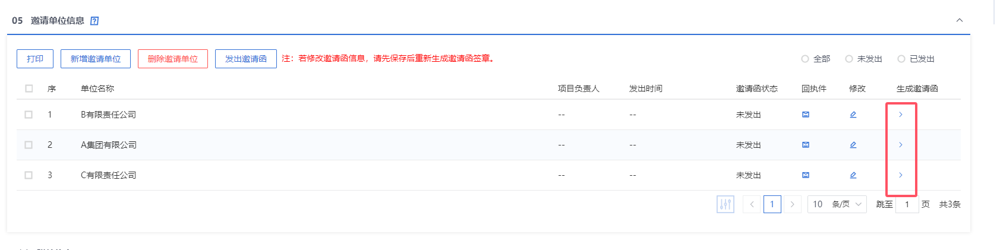 05 邀请单位信息 ?
打印 新增邀请单位 删除邀请单位 发出邀请函 注：若修改邀请函信息，请先保存后重新生成邀请函签章。 全部 未发出 已发出
序 单位名称 项目负责人 发出时间 邀请函状态 回执件 修改 生成邀请函
1 B有限责任公司 -- -- 未发出
2 A集团有限公司 -- -- 未发出
3 C有限责任公司 -- -- 未发出
1 10 条/页 跳至 1 页 共3条